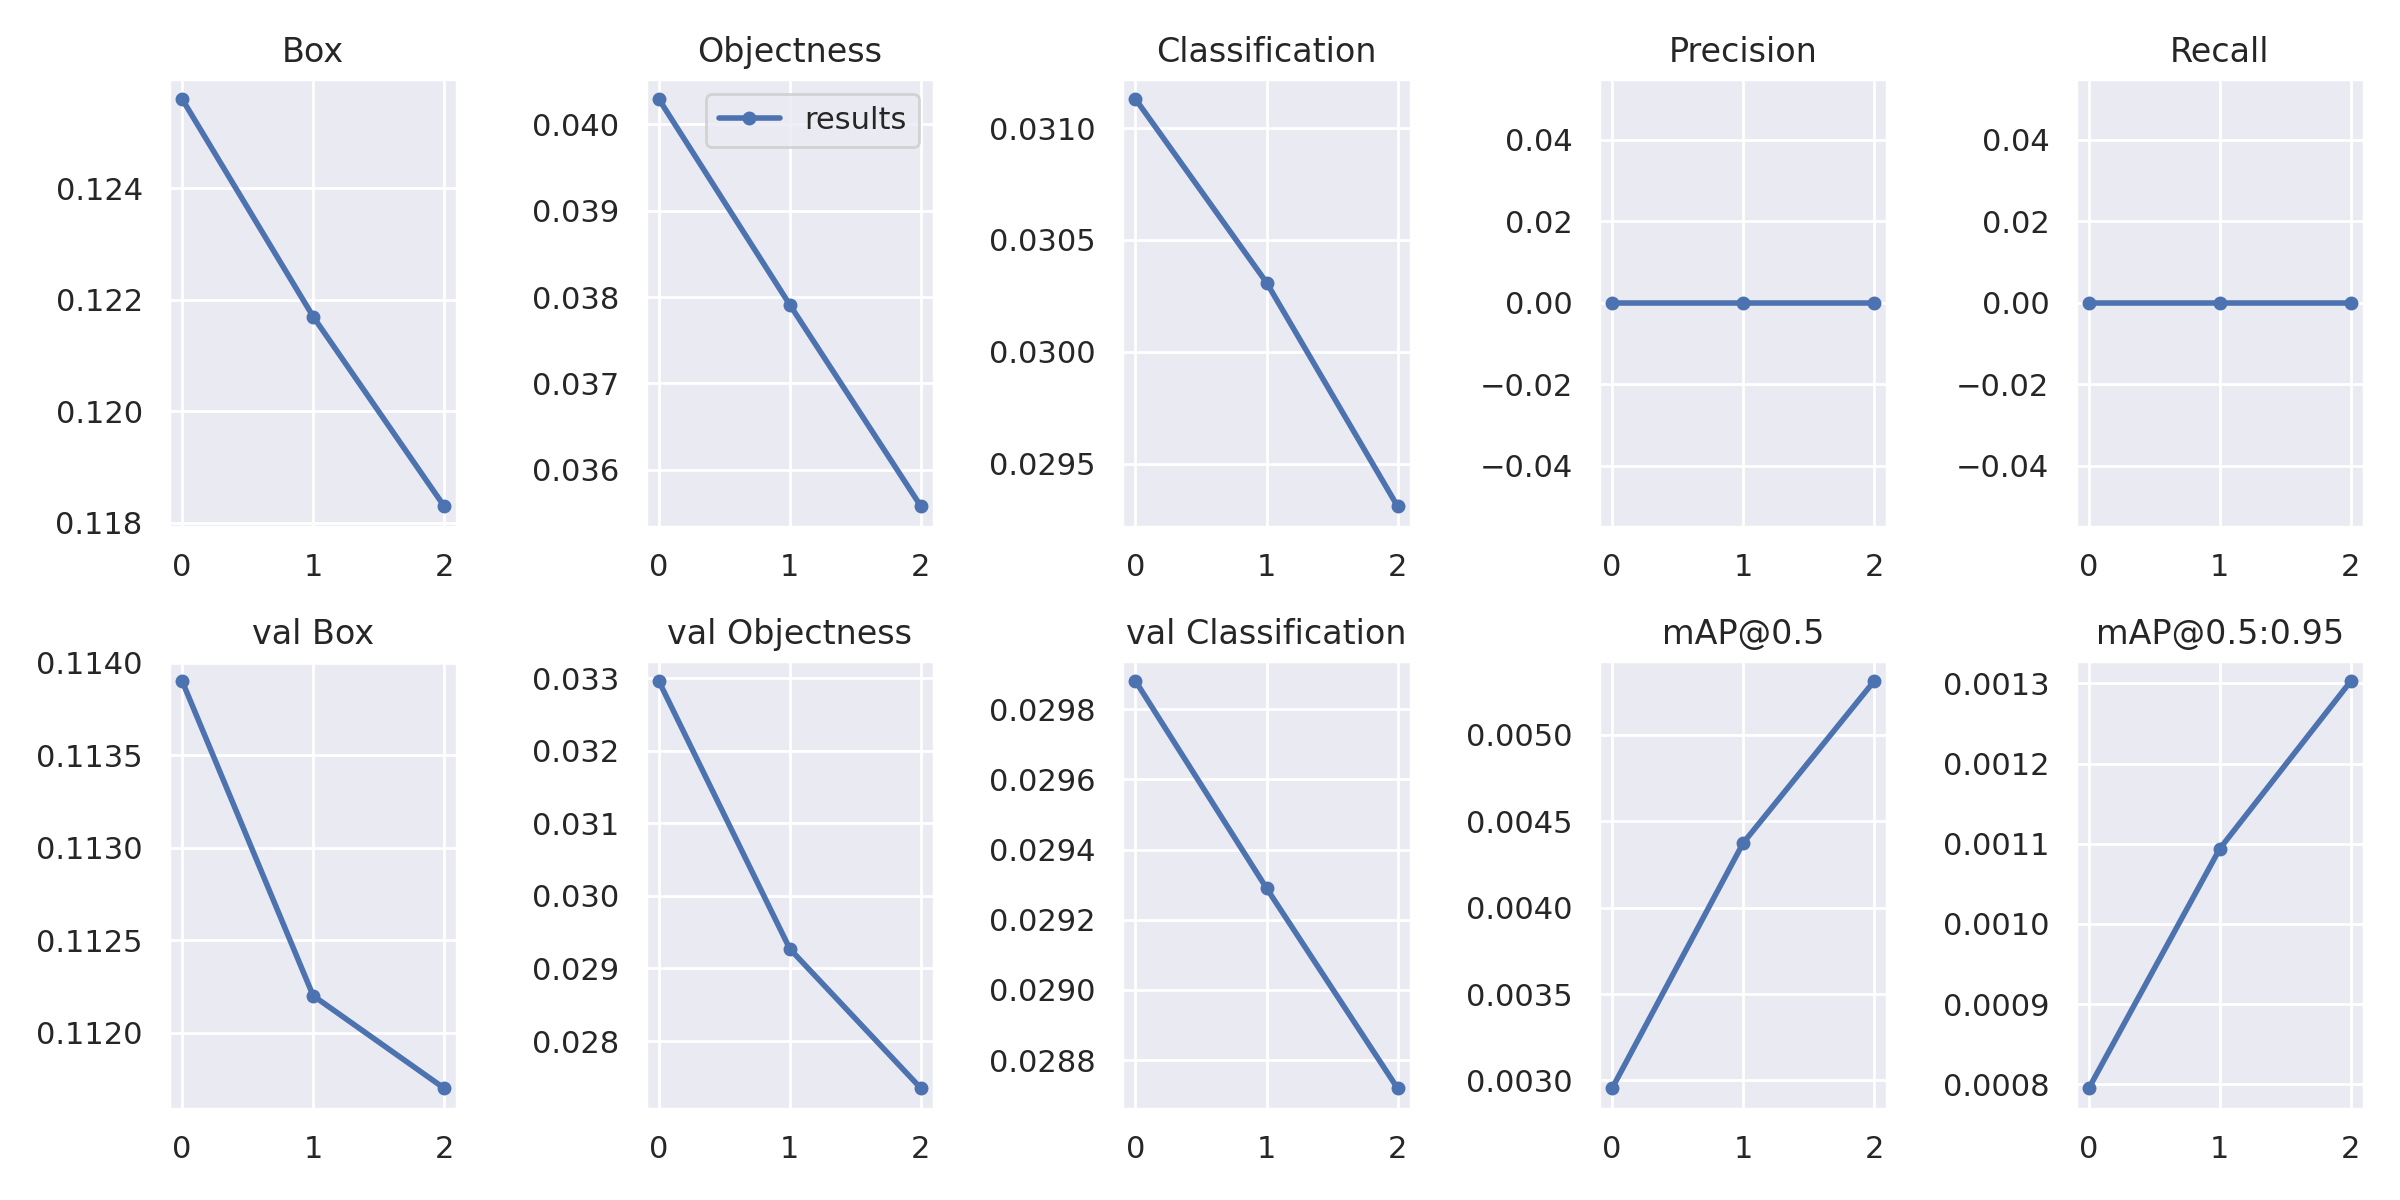 Box
0.124
0.122
0.120
0.118
0 1 2
Objectness
results
0.040
0.039
0.038
0.037
0.036
0 1 2
Classification
0.0310
0.0305
0.0300
0.0295
0 1 2
Precision
0.04
0.02
0.00
−0.02
−0.04
0 1 2
Recall
0.04
0.02
0.00
−0.02
−0.04
0 1 2
val Box
0.1140
0.1135
0.1130
0.1125
0.1120
0 1 2
val Objectness
0.033
0.032
0.031
0.030
0.029
0.028
0 1 2
val Classification
0.0298
0.0296
0.0294
0.0292
0.0290
0.0288
0 1 2
mAP@0.5
0.0050
0.0045
0.0040
0.0035
0.0030
0 1 2
mAP@0.5:0.95
0.0013
0.0012
0.0011
0.0010
0.0009
0.0008
0 1 2